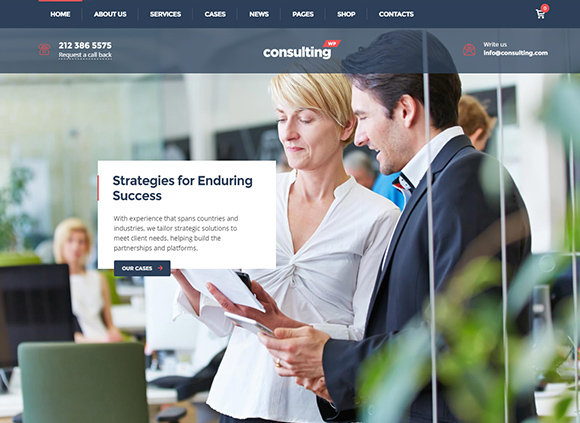 HOME ABOUT US SERVICES CASES NEWS PAGES SHOP CONTACTS
0
212 386 5575
Request a call back
consulting WP
Write us
info@consulting.com
Strategies for Enduring
Success
With experience that spans countries and
industries, we tailor strategic solutions to
meet client needs, helping build the
partnerships and platforms.
OUR CASES